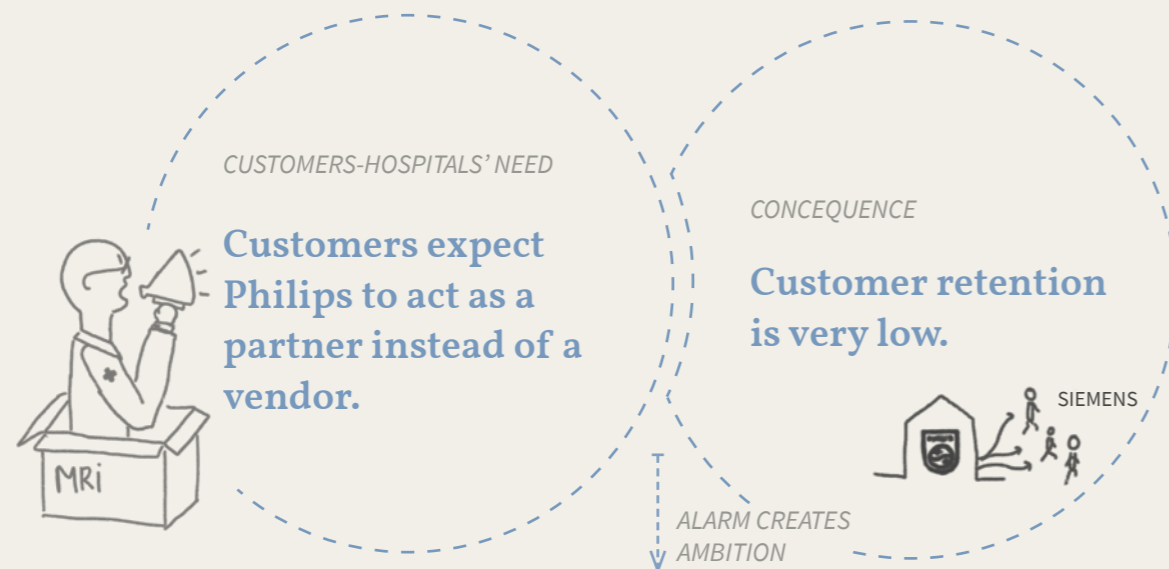 CUSTOMERS-HOSPITALS’ NEED
Customers expect
Philips to act as a
partner instead of a
vendor.
MRi
CONCEQUENCE
Customer retention
is very low.
SIEMENS
ALARM CREATES
AMBITION